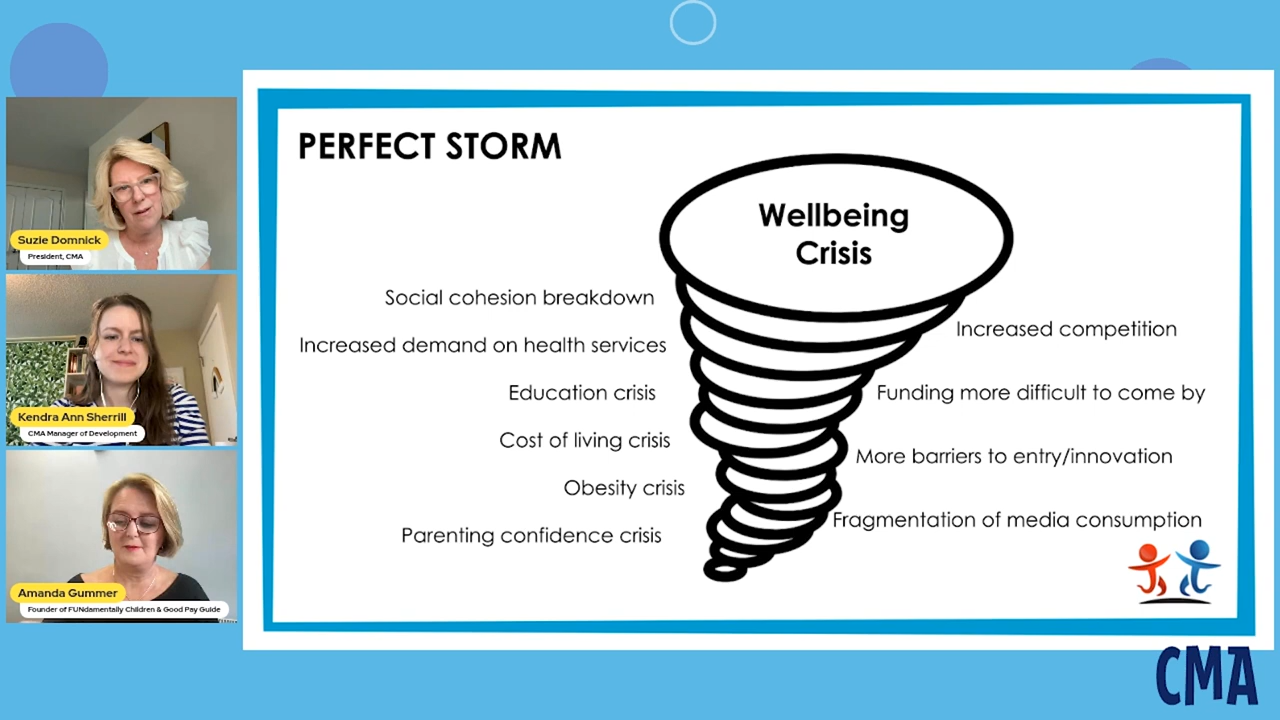 Suzie Domnick
President, CMA
Kendra Ann Sherrill
CMA Manager of Development
Amanda Gummer
Founder of FUNdamentally Children & Good Pay Guide
PERFECT STORM
Wellbeing
Crisis
Social cohesion breakdown
Increased demand on health services
Education crisis
Cost of living crisis
Obesity crisis
Parenting confidence crisis
Increased competition
Funding more difficult to come by
More barriers to entry/innovation
Fragmentation of media consumption
CMA